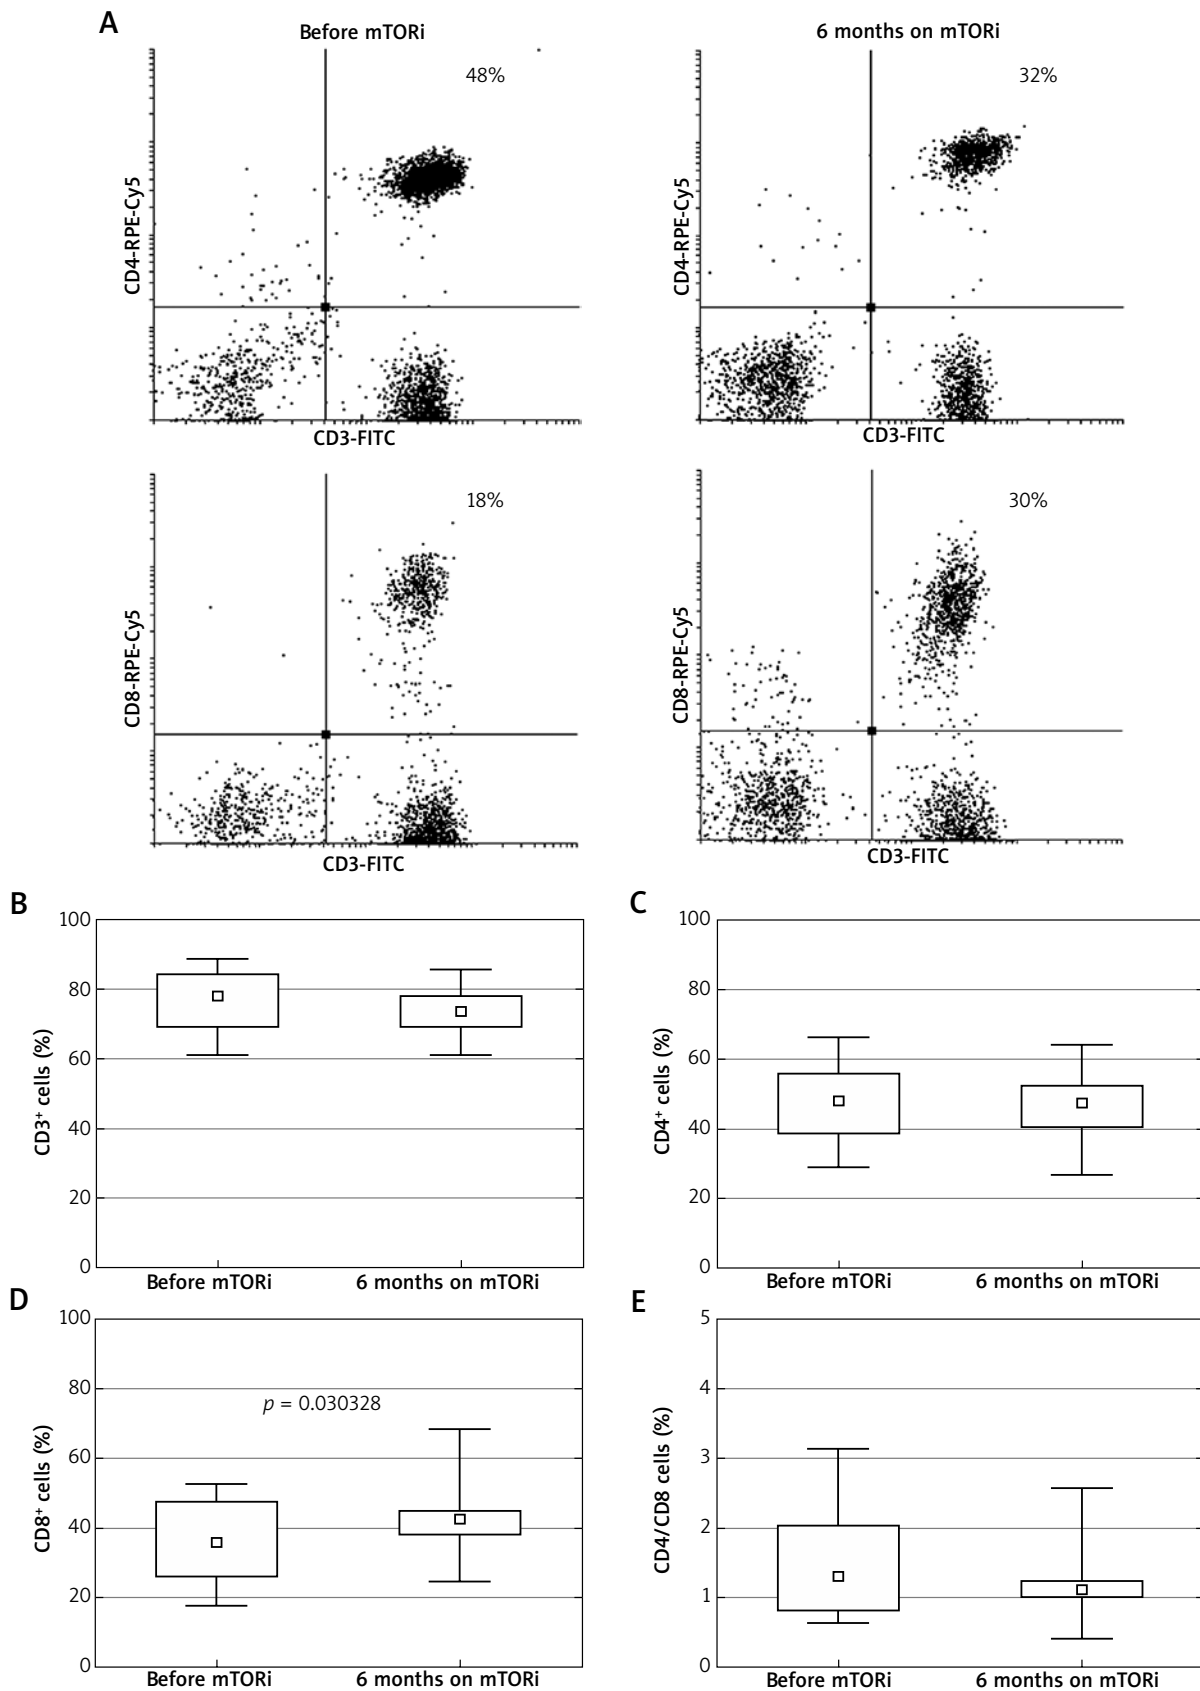 A
Before mTORi
6 months on mTORi
48%
32%
CD4-RPE-Cy5
CD4-RPE-Cy5
CD3-FITC
CD3-FITC
18%
30%
CD8-RPE-Cy5
CD8-RPE-Cy5
CD3-FITC
CD3-FITC
B
100
80
60
40
20
0
CD3⁺ cells (%)
Before mTORi
6 months on mTORi
C
100
80
60
40
20
0
CD4⁺ cells (%)
Before mTORi
6 months on mTORi
D
100
80
60
40
20
0
CD8⁺ cells (%)
p = 0.030328
Before mTORi
6 months on mTORi
E
5
4
3
2
1
0
CD4/CD8 cells (%)
Before mTORi
6 months on mTORi